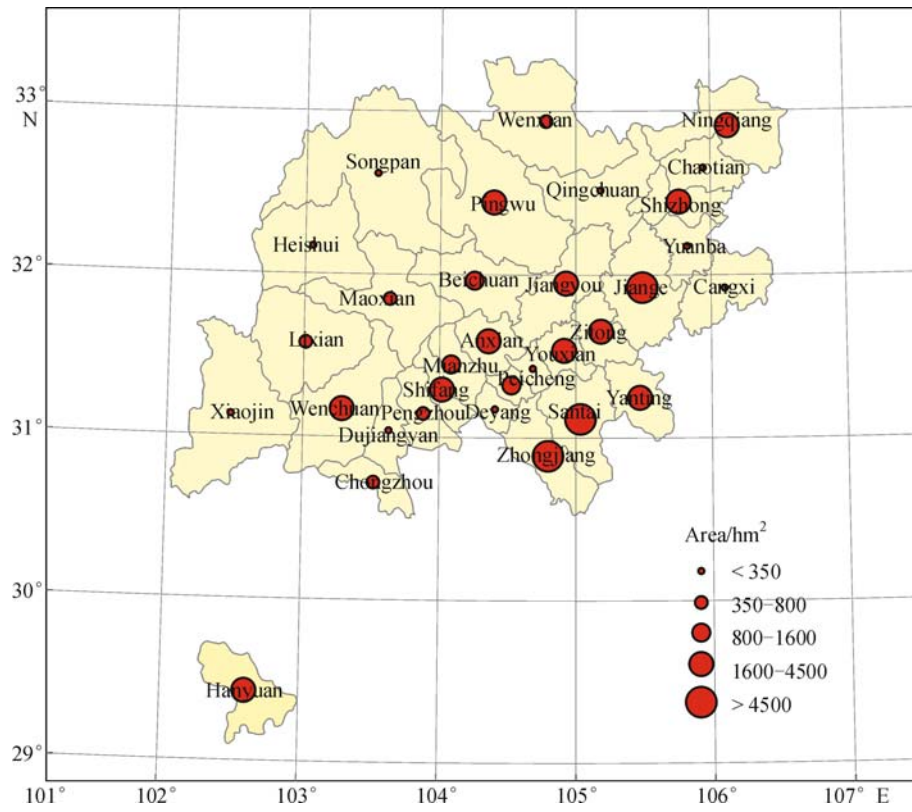 33°
N
Wenxian
Ningqiang
Songpan
Chaotian
Qingchuan
Pingwu
Shizhong
Heishui
Yuanba
32°
Beichuan
Jiangyou
Jiange
Cangxi
Maoxian
Lixian
Anxian
Zitong
Youxian
Mianzhu
Peicheng
Shifang
Yanting
Xiaojin
Wenchuan
Pengzhou
Deyang
Santai
31°
Dujiangyan
Zhongjiang
Chongzhou
Area/hm²
< 350
30°
350−800
800−1600
1600−4500
Hanyuan
> 4500
29°
101° 102° 103° 104° 105° 106° 107° E